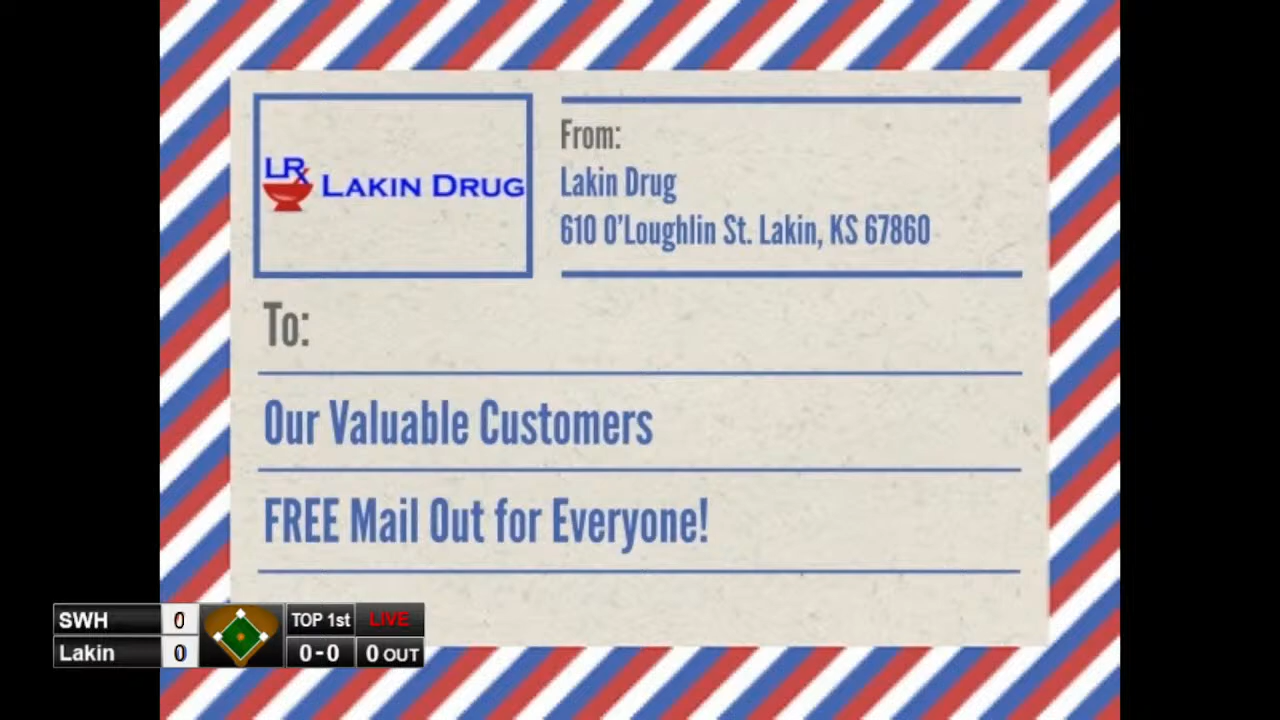 LRx LAKIN DRUG
From:
Lakin Drug
610 O'Loughlin St. Lakin, KS 67860
To:
Our Valuable Customers
FREE Mail Out for Everyone!
SWH 0 TOP 1st LIVE
Lakin 0 0-0 0 OUT